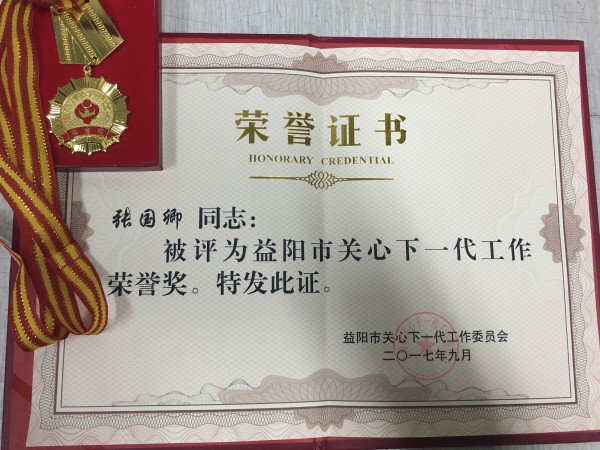 荣誉证书
HONORARY CREDENTIAL
张国卿 同志：
被评为益阳市关心下一代工作
荣誉奖。特发此证。
益阳市关心下一代工作委员会
二〇一七年九月